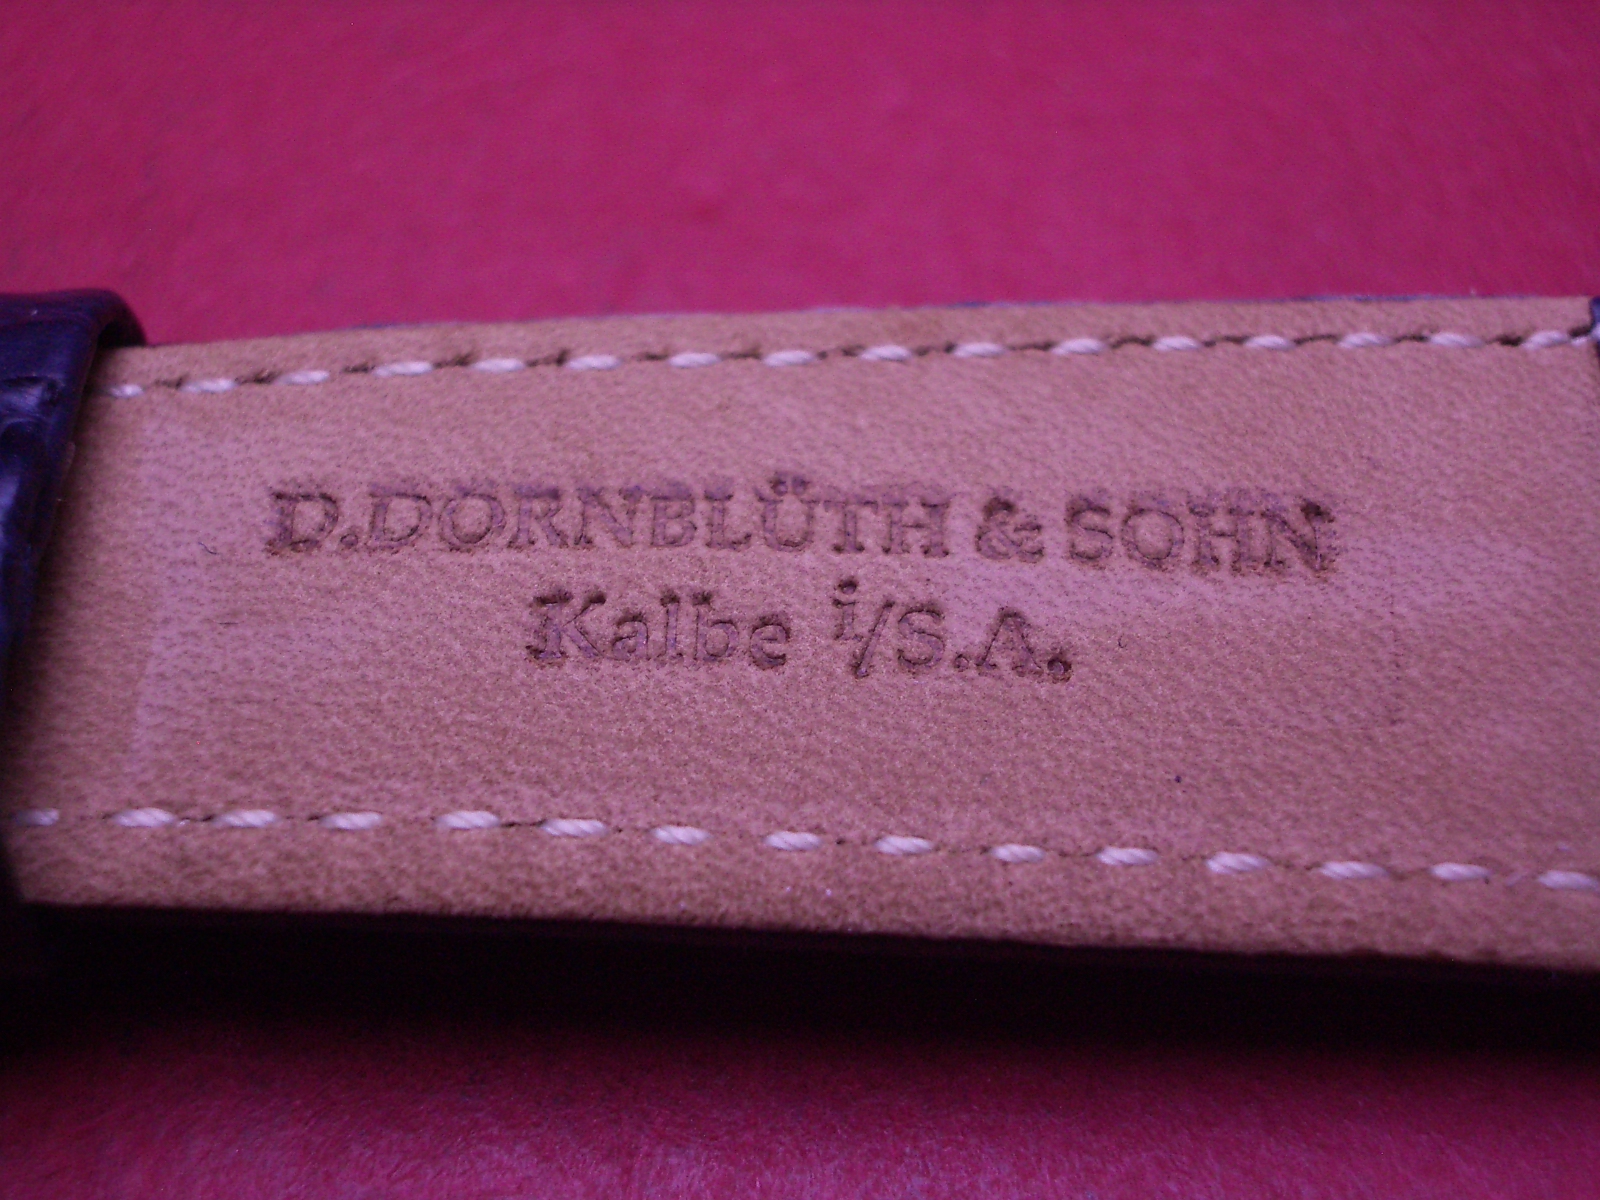 D.DORNBLÜTH & SOHN
Kalbe i/S.A.